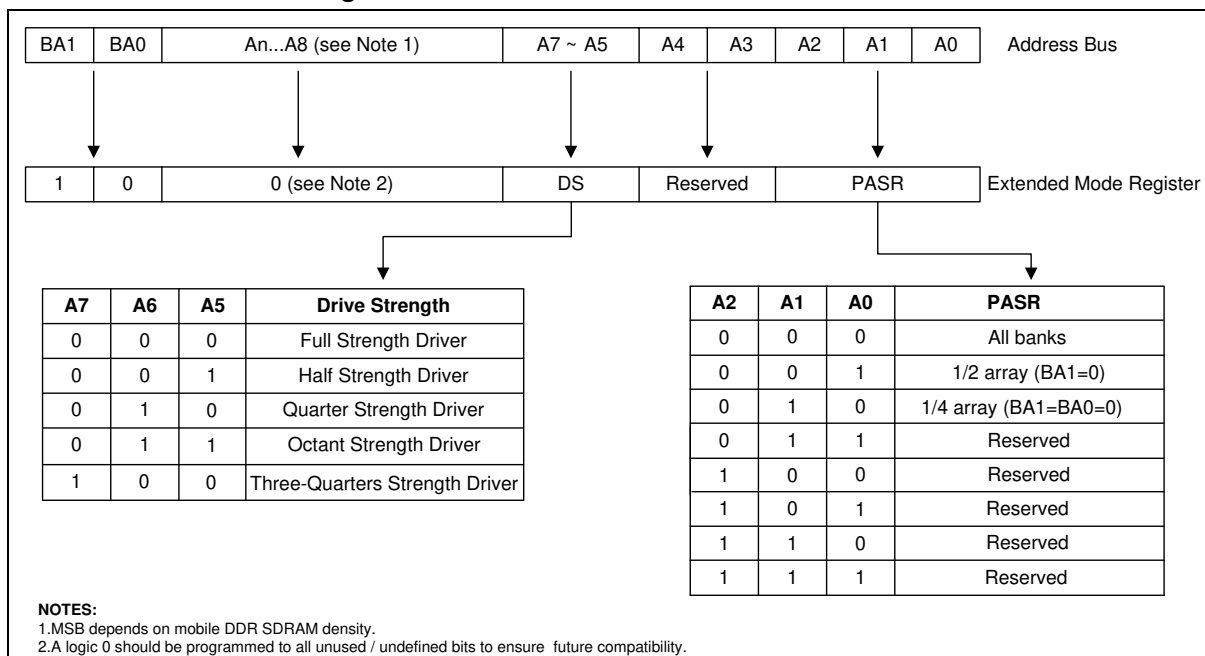 BA1 BA0 An...A8 (see Note 1) A7 ~ A5 A4 A3 A2 A1 A0 Address Bus
1 0 0 (see Note 2) DS Reserved PASR Extended Mode Register
A7 A6 A5 Drive Strength
0 0 0 Full Strength Driver
0 0 1 Half Strength Driver
0 1 0 Quarter Strength Driver
0 1 1 Octant Strength Driver
1 0 0 Three-Quarters Strength Driver
A2 A1 A0 PASR
0 0 0 All banks
0 0 1 1/2 array (BA1=0)
0 1 0 1/4 array (BA1=BA0=0)
0 1 1 Reserved
1 0 0 Reserved
1 0 1 Reserved
1 1 0 Reserved
1 1 1 Reserved
NOTES:
1.MSB depends on mobile DDR SDRAM density.
2.A logic 0 should be programmed to all unused / undefined bits to ensure future compatibility.